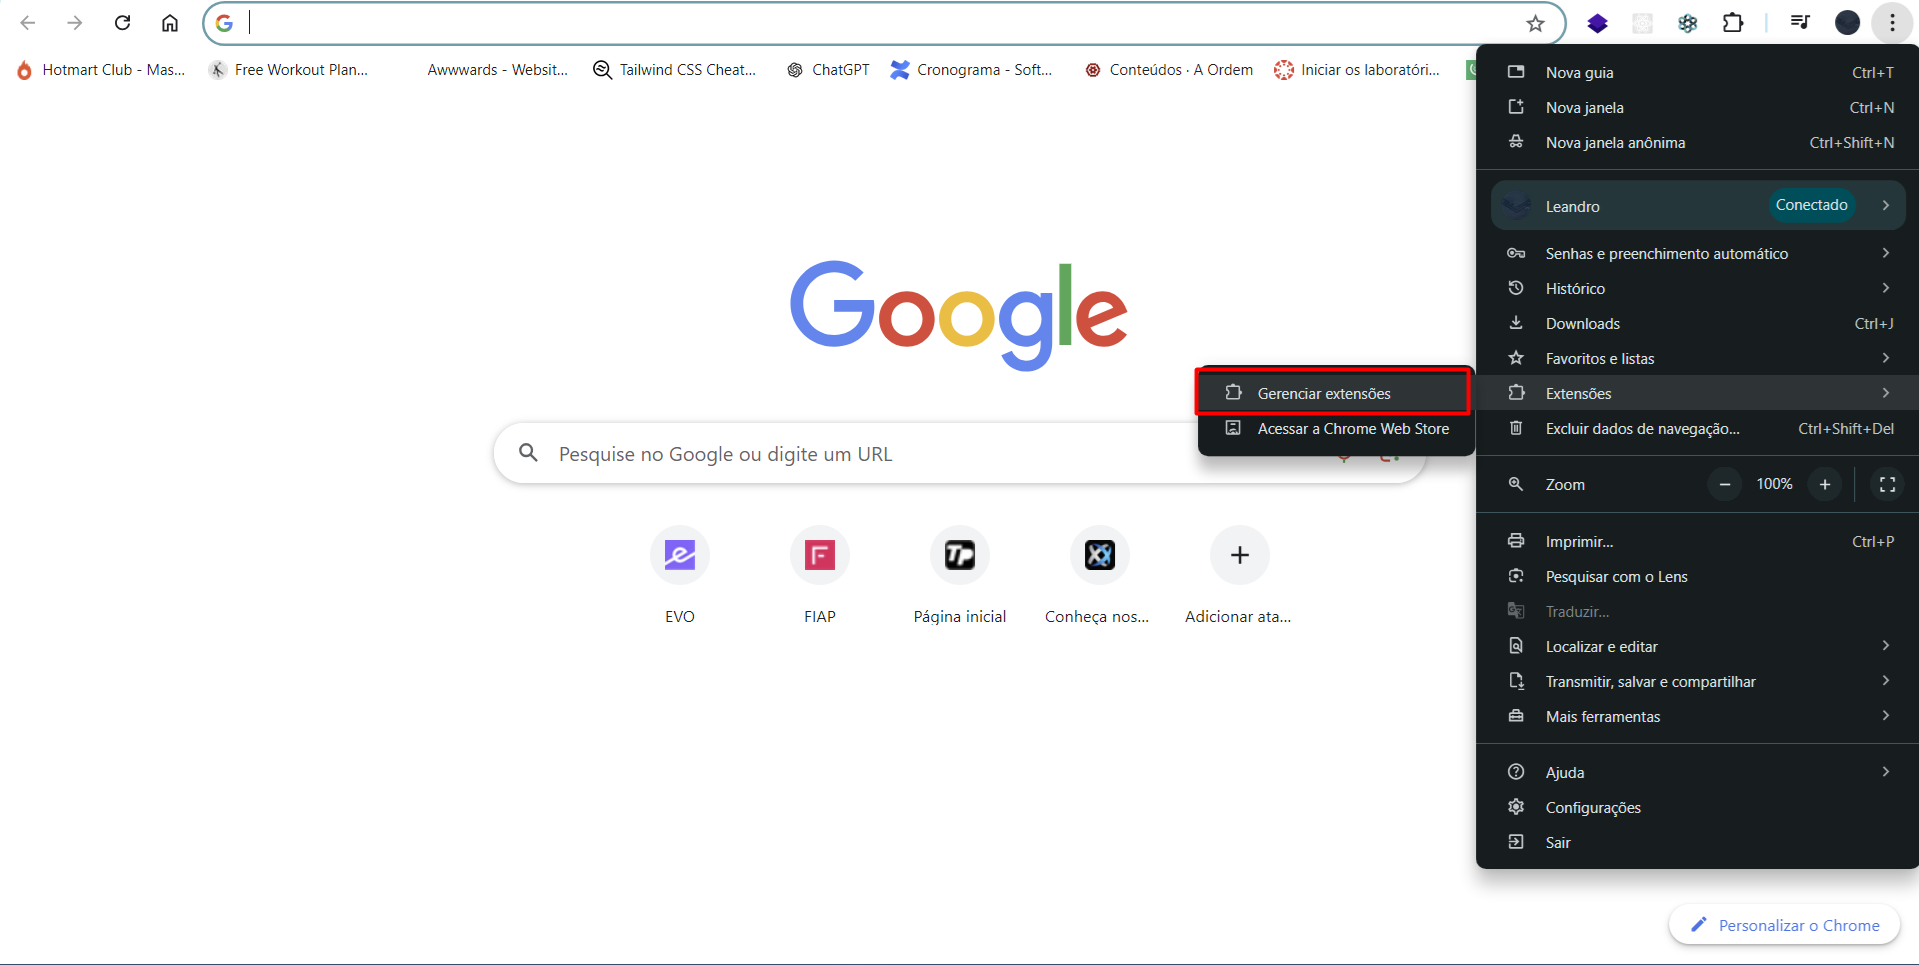 Hotmart Club - Mas...
Free Workout Plan...
Awwwards - Websit...
Tailwind CSS Cheat...
ChatGPT
Cronograma - Soft...
Conteúdos · A Ordem
Iniciar os laboratóri...
Nova guia Ctrl+T
Nova janela Ctrl+N
Nova janela anônima Ctrl+Shift+N
Leandro Conectado
Senhas e preenchimento automático
Histórico
Downloads Ctrl+J
Favoritos e listas
Extensões
Excluir dados de navegação... Ctrl+Shift+Del
Zoom − 100% +
Imprimir... Ctrl+P
Pesquisar com o Lens
Traduzir...
Localizar e editar
Transmitir, salvar e compartilhar
Mais ferramentas
Ajuda
Configurações
Sair
Gerenciar extensões
Acessar a Chrome Web Store
Google
Pesquise no Google ou digite um URL
EVO
FIAP
Página inicial
Conheça nos...
Adicionar ata...
Personalizar o Chrome